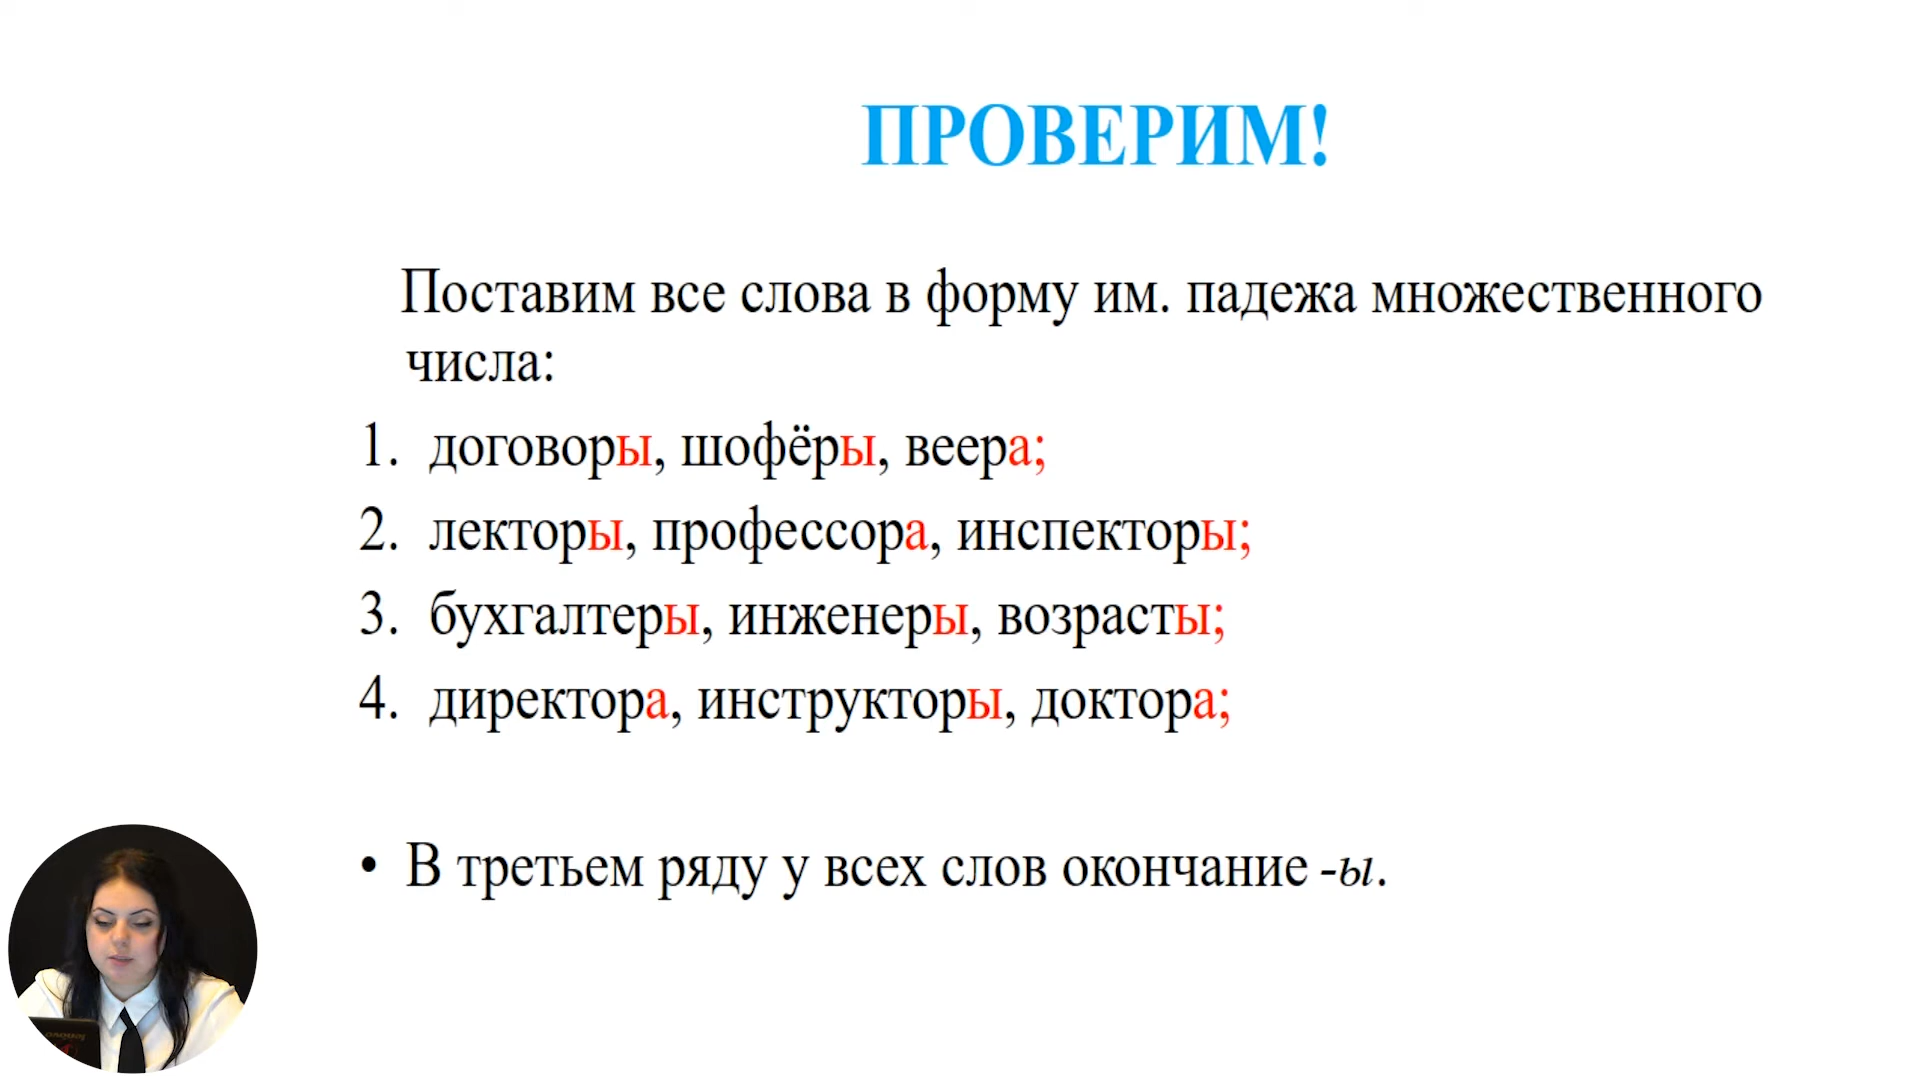 ПРОВЕРИМ!
Поставим все слова в форму им. падежа множественного
числа:
1. договоры, шофёры, веера;
2. лекторы, профессора, инспекторы;
3. бухгалтеры, инженеры, возрасты;
4. директора, инструкторы, доктора;
• В третьем ряду у всех слов окончание -ы.
lenovo